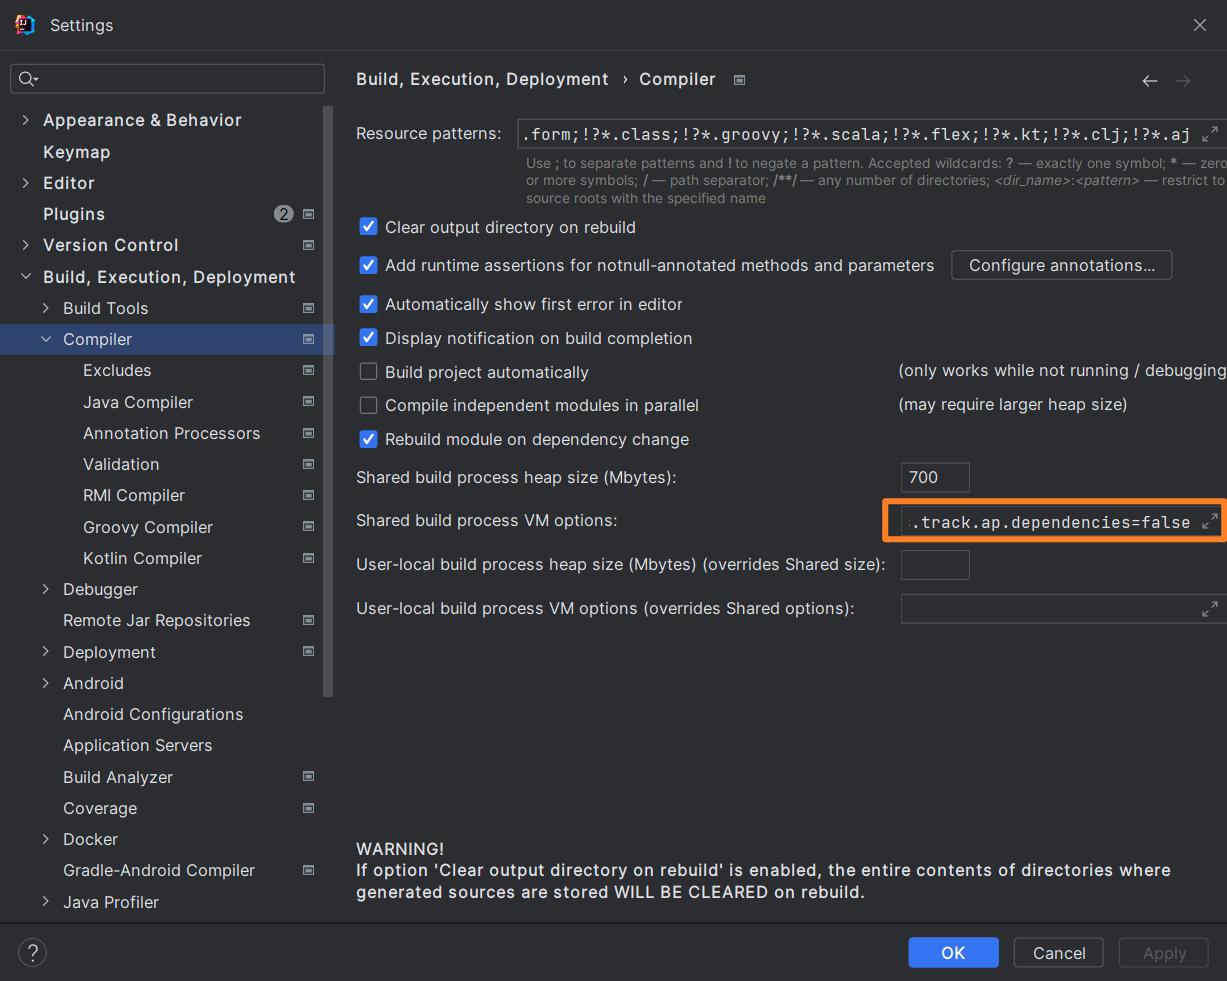 Settings
Build, Execution, Deployment › Compiler
Appearance & Behavior
Keymap
Editor
Plugins 2
Version Control
Build, Execution, Deployment
Build Tools
Compiler
Excludes
Java Compiler
Annotation Processors
Validation
RMI Compiler
Groovy Compiler
Kotlin Compiler
Debugger
Remote Jar Repositories
Deployment
Android
Android Configurations
Application Servers
Build Analyzer
Coverage
Docker
Gradle-Android Compiler
Java Profiler
Resource patterns: .form;!?*.class;!?*.groovy;!?*.scala;!?*.flex;!?*.kt;!?*.clj;!?*.aj
Use ; to separate patterns and ! to negate a pattern. Accepted wildcards: ? — exactly one symbol; * — zero
or more symbols; / — path separator; /**/ — any number of directories; <dir_name>:<pattern> — restrict to
source roots with the specified name
Clear output directory on rebuild
Add runtime assertions for notnull-annotated methods and parameters Configure annotations...
Automatically show first error in editor
Display notification on build completion
Build project automatically (only works while not running / debugging
Compile independent modules in parallel (may require larger heap size)
Rebuild module on dependency change
Shared build process heap size (Mbytes): 700
Shared build process VM options: .track.ap.dependencies=false
User-local build process heap size (Mbytes) (overrides Shared size):
User-local build process VM options (overrides Shared options):
WARNING!
If option 'Clear output directory on rebuild' is enabled, the entire contents of directories where
generated sources are stored WILL BE CLEARED on rebuild.
? OK Cancel Apply